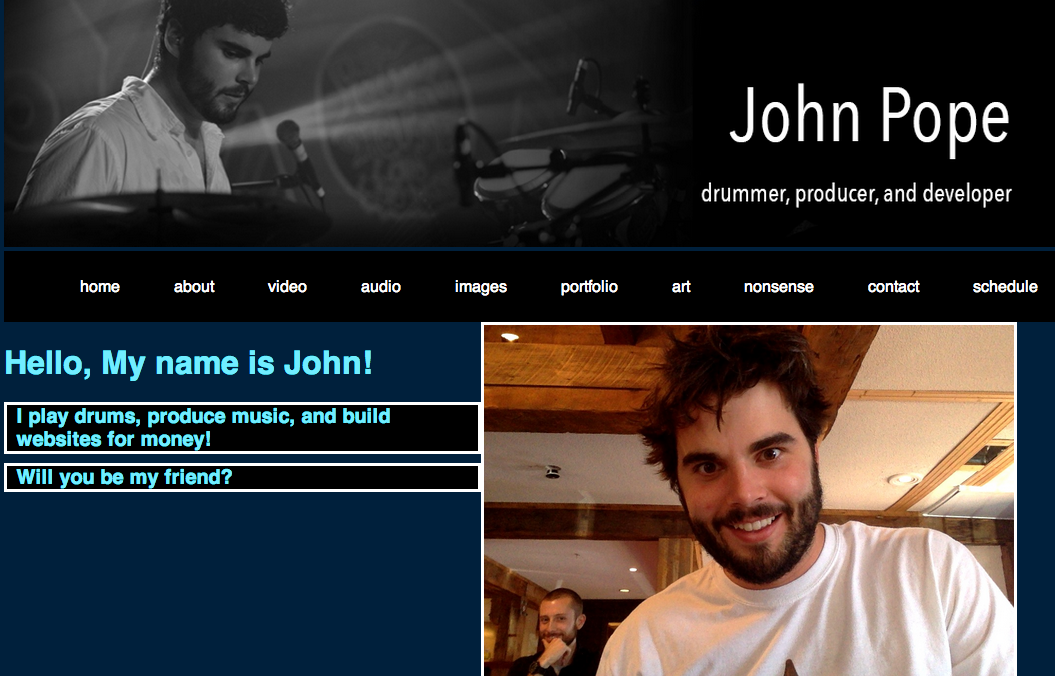 John Pope
drummer, producer, and developer
home about video audio images portfolio art nonsense contact schedule
Hello, My name is John!
I play drums, produce music, and build
websites for money!
Will you be my friend?